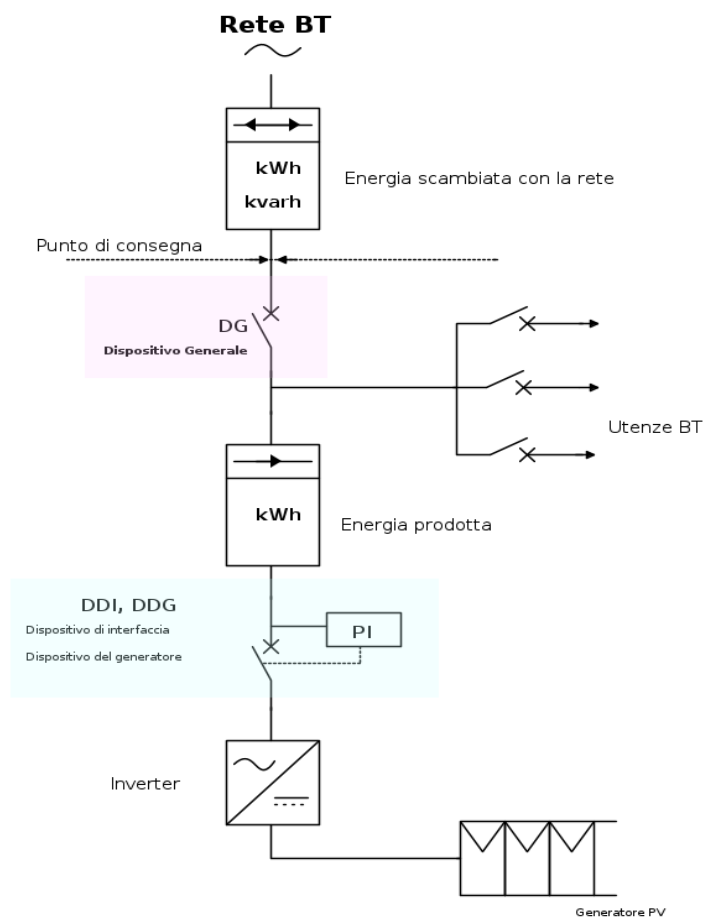 Rete BT
kWh
kvarh
Energia scambiata con la rete
Punto di consegna
DG
Dispositivo Generale
Utenze BT
kWh
Energia prodotta
DDI, DDG
Dispositivo di interfaccia
PI
Dispositivo del generatore
Inverter
Generatore PV